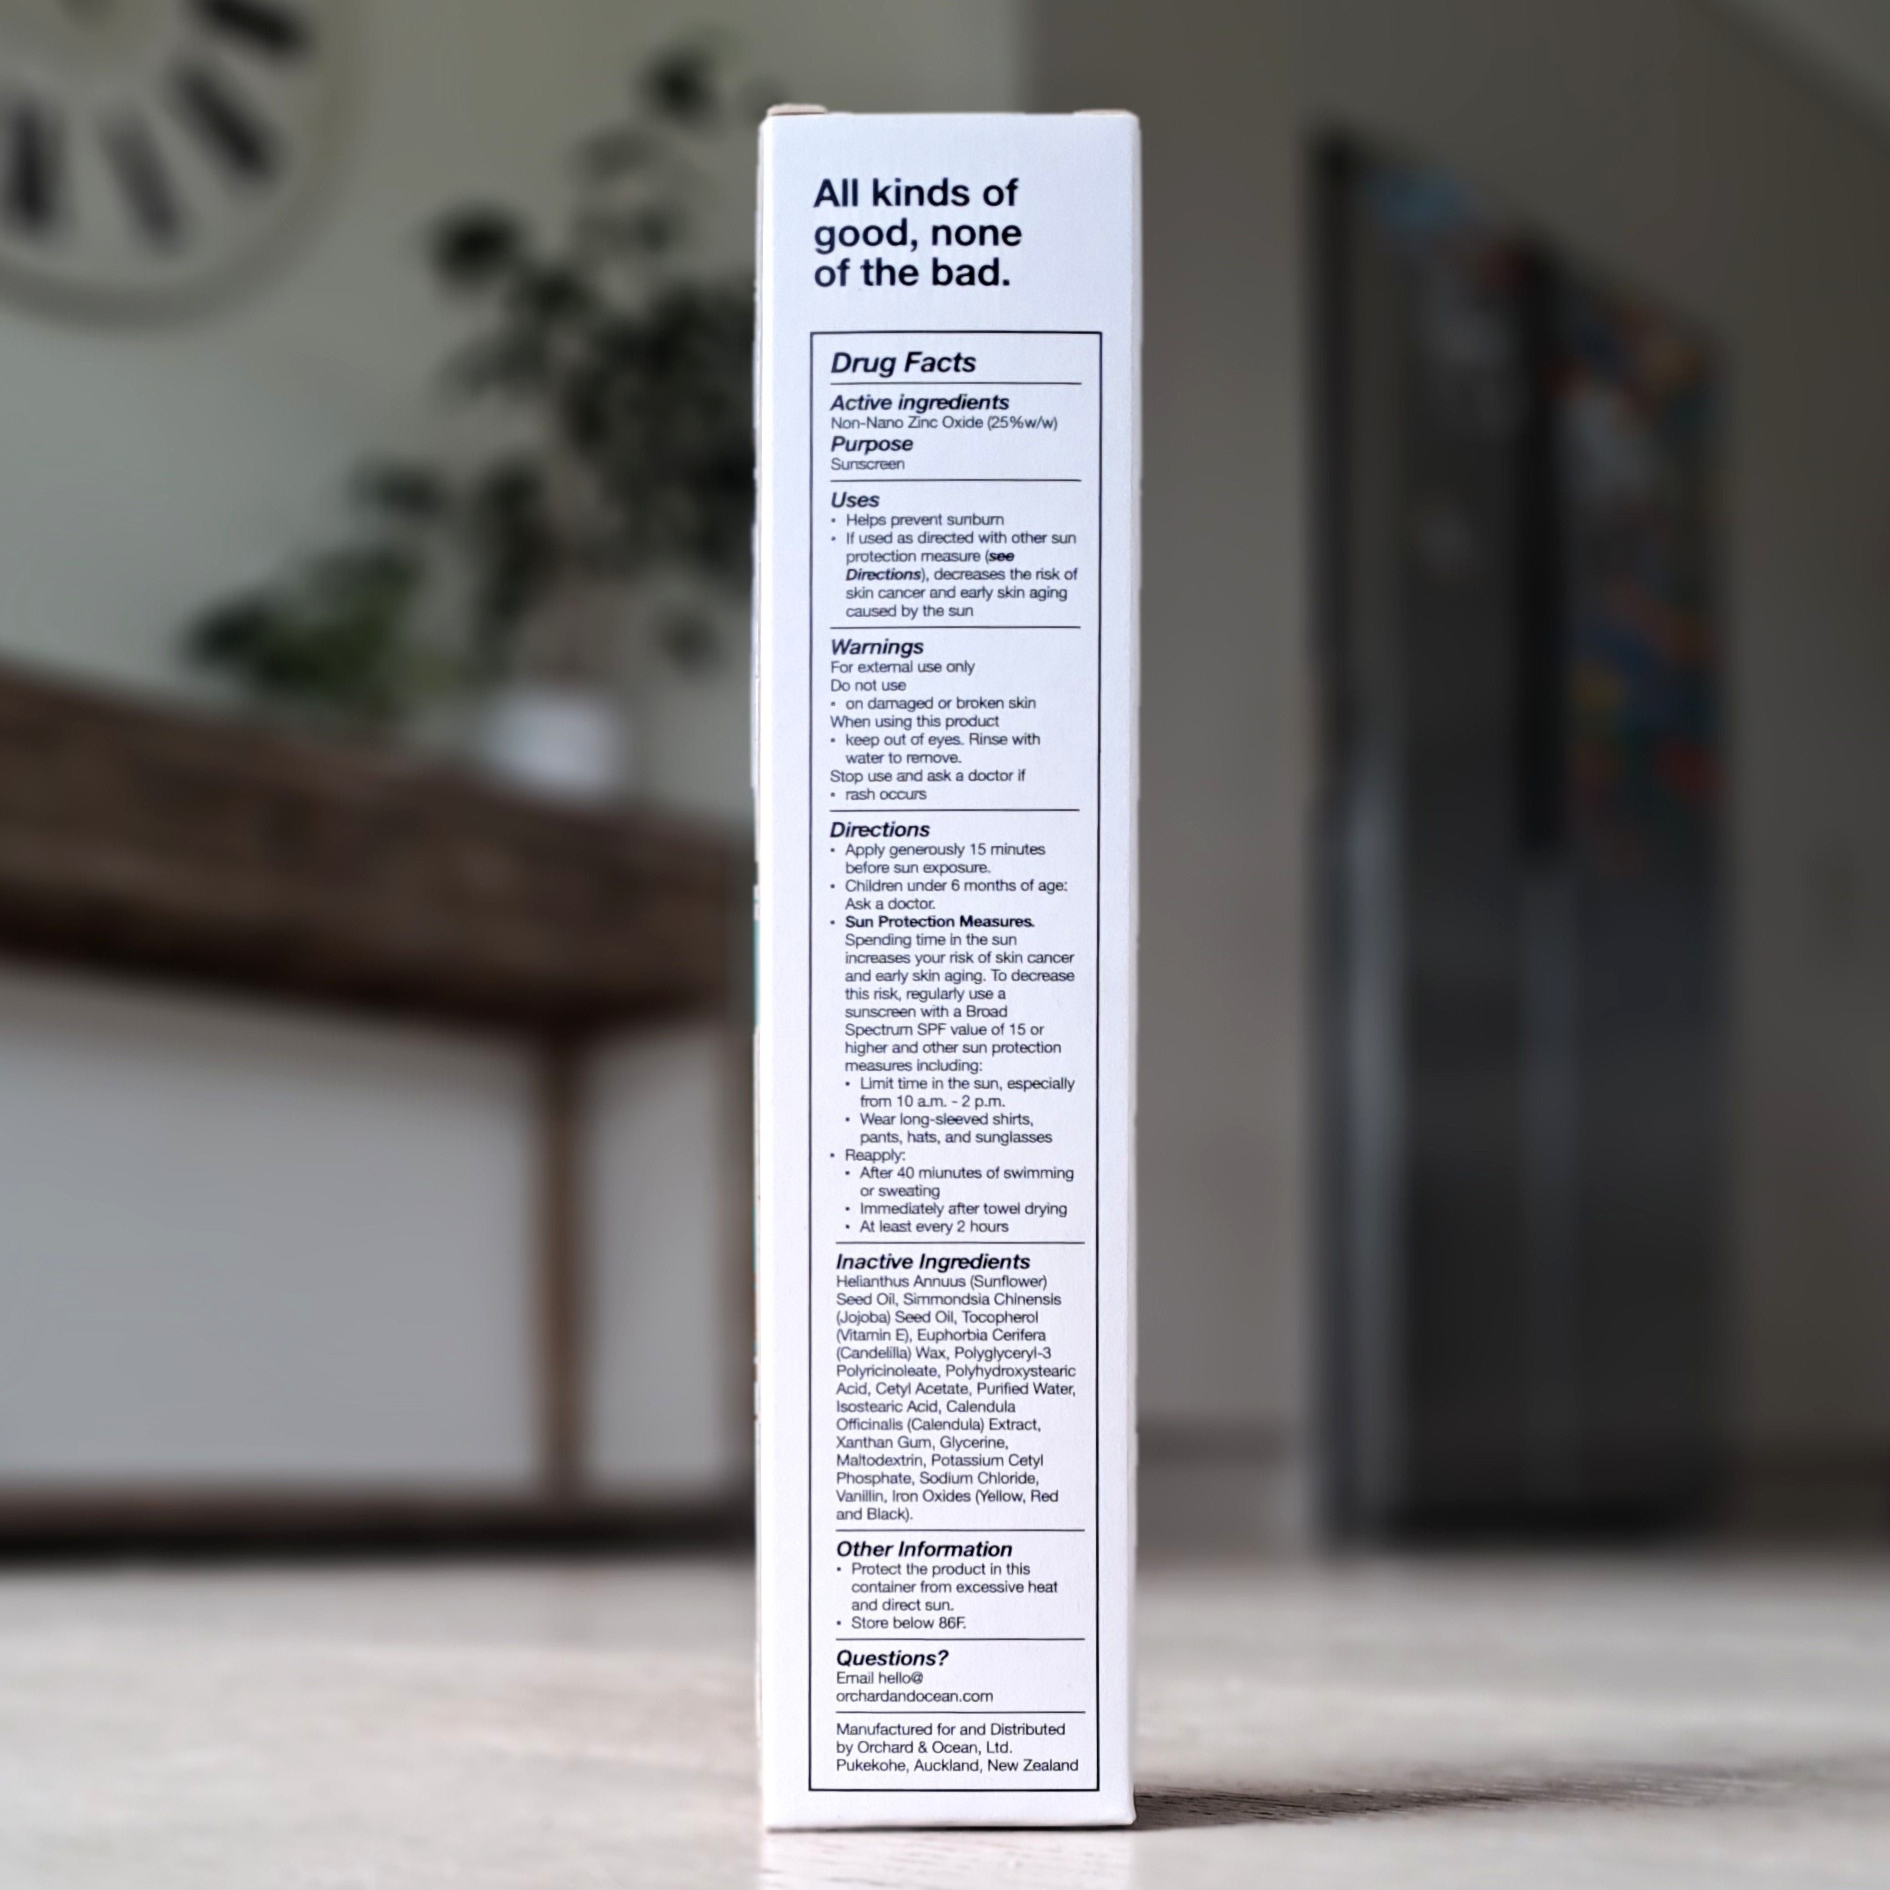 All kinds of
good, none
of the bad.
Drug Facts
Active ingredients
Non-Nano Zinc Oxide (25%w/w)
Purpose
Sunscreen
Uses
• Helps prevent sunburn
• If used as directed with other sun
protection measure (see
Directions), decreases the risk of
skin cancer and early skin aging
caused by the sun
Warnings
For external use only
Do not use
• on damaged or broken skin
When using this product
• keep out of eyes. Rinse with
water to remove.
Stop use and ask a doctor if
• rash occurs
Directions
• Apply generously 15 minutes
before sun exposure.
• Children under 6 months of age:
Ask a doctor.
• Sun Protection Measures.
Spending time in the sun
increases your risk of skin cancer
and early skin aging. To decrease
this risk, regularly use a
sunscreen with a Broad
Spectrum SPF value of 15 or
higher and other sun protection
measures including:
• Limit time in the sun, especially
from 10 a.m. - 2 p.m.
• Wear long-sleeved shirts,
pants, hats, and sunglasses
• Reapply:
• After 40 miunutes of swimming
or sweating
• Immediately after towel drying
• At least every 2 hours
Inactive Ingredients
Helianthus Annuus (Sunflower)
Seed Oil, Simmondsia Chinensis
(Jojoba) Seed Oil, Tocopherol
(Vitamin E), Euphorbia Cerifera
(Candelilla) Wax, Polyglyceryl-3
Polyricinoleate, Polyhydroxystearic
Acid, Cetyl Acetate, Purified Water,
Isostearic Acid, Calendula
Officinalis (Calendula) Extract,
Xanthan Gum, Glycerine,
Maltodextrin, Potassium Cetyl
Phosphate, Sodium Chloride,
Vanillin, Iron Oxides (Yellow, Red
and Black).
Other Information
• Protect the product in this
container from excessive heat
and direct sun.
• Store below 86F.
Questions?
Email hello@
orchardandocean.com
Manufactured for and Distributed
by Orchard & Ocean, Ltd.
Pukekohe, Auckland, New Zealand